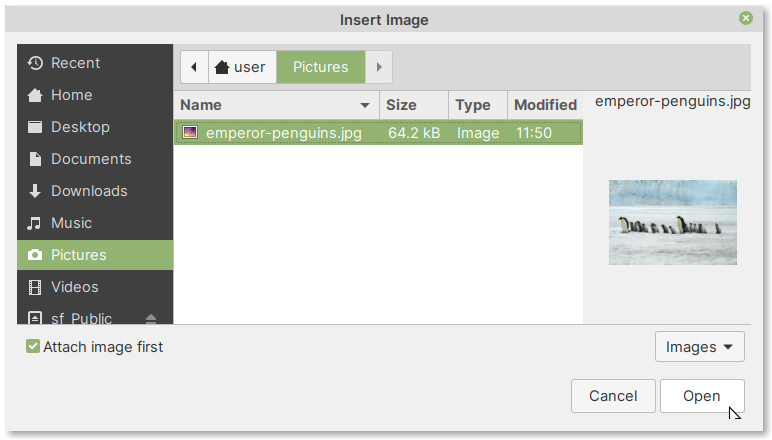 Insert Image
Recent
Home
Desktop
Documents
Downloads
Music
Pictures
Videos
sf_Public
user Pictures
Name Size Type Modified
emperor-penguins.jpg 64.2 kB Image 11:50
emperor-penguins.jpg
Attach image first
Images
Cancel Open